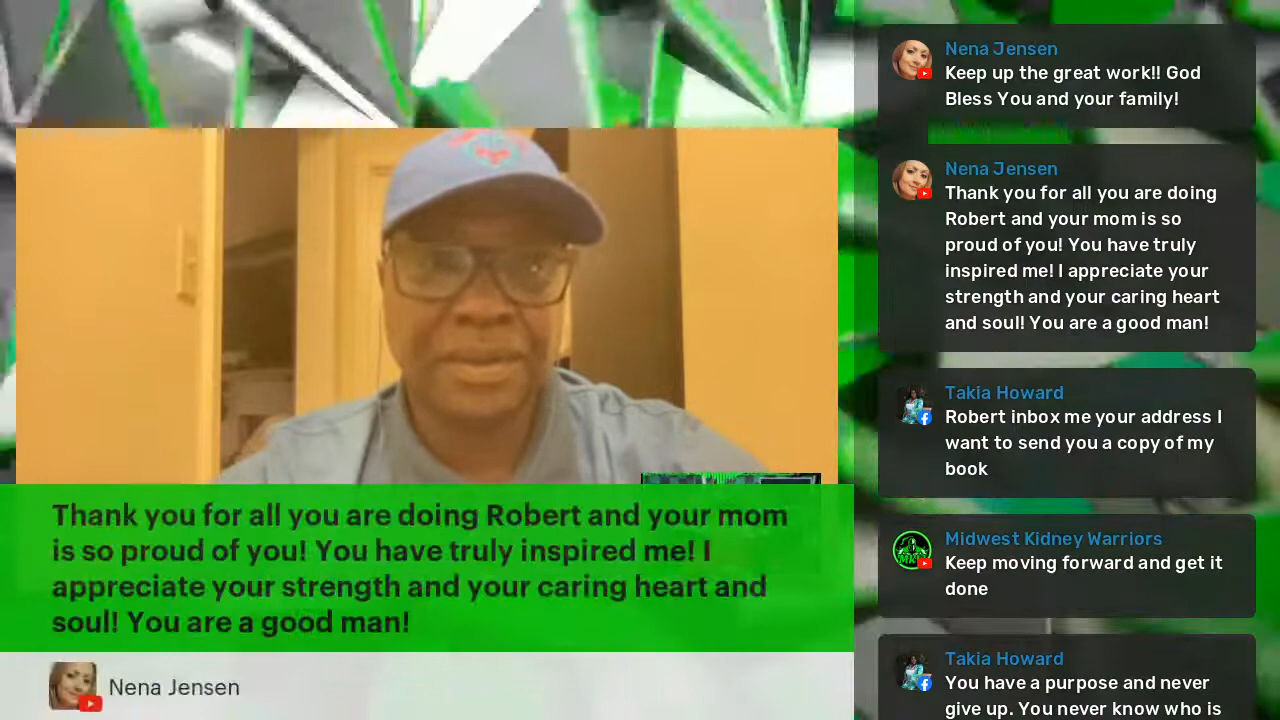 Thank you for all you are doing Robert and your mom
is so proud of you! You have truly inspired me! I
appreciate your strength and your caring heart and
soul! You are a good man!
Nena Jensen
Nena Jensen
Keep up the great work!! God
Bless You and your family!
Nena Jensen
Thank you for all you are doing
Robert and your mom is so
proud of you! You have truly
inspired me! I appreciate your
strength and your caring heart
and soul! You are a good man!
Takia Howard
Robert inbox me your address I
want to send you a copy of my
book
Midwest Kidney Warriors
Keep moving forward and get it
done
Takia Howard
You have a purpose and never
give up. You never know who is